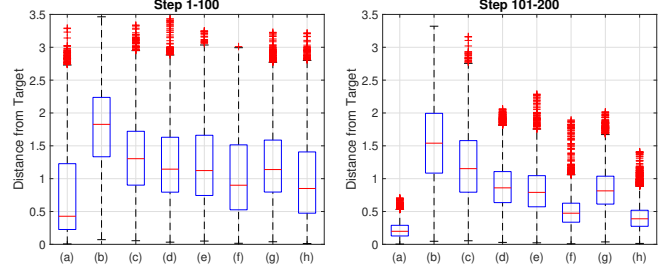 Step 1-100
Distance from Target
3.5
3
2.5
2
1.5
1
0.5
0
(a) (b) (c) (d) (e) (f) (g) (h)
Step 101-200
Distance from Target
3.5
3
2.5
2
1.5
1
0.5
0
(a) (b) (c) (d) (e) (f) (g) (h)